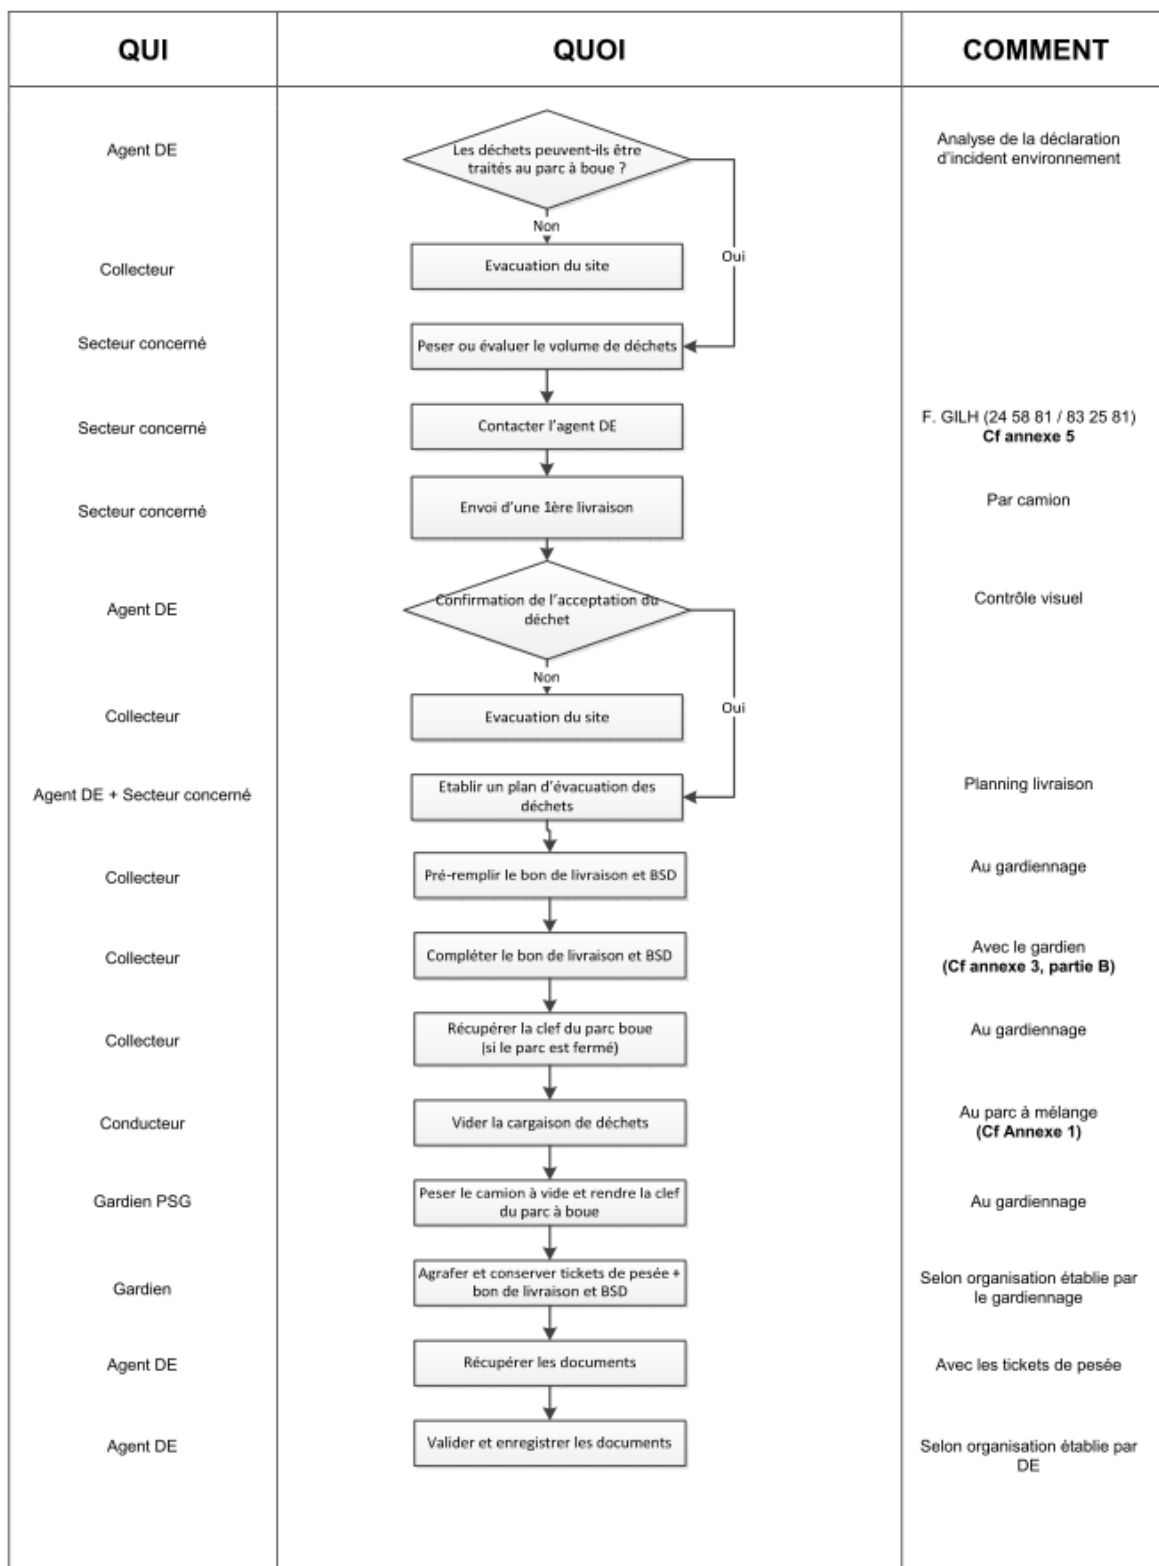 QUI
QUOI
COMMENT
Agent DE
Les déchets peuvent-ils être
traités au parc à boue ?
Analyse de la déclaration
d'incident environnement
Non
Oui
Collecteur
Evacuation du site
Secteur concerné
Peser ou évaluer le volume de déchets
Secteur concerné
Contacter l'agent DE
F. GILH (24 58 81 / 83 25 81)
Cf annexe 5
Secteur concerné
Envoi d'une 1ère livraison
Par camion
Agent DE
Confirmation de l'acceptation du
déchet
Contrôle visuel
Non
Oui
Collecteur
Evacuation du site
Agent DE + Secteur concerné
Etablir un plan d'évacuation des
déchets
Planning livraison
Collecteur
Pré-remplir le bon de livraison et BSD
Au gardiennage
Collecteur
Compléter le bon de livraison et BSD
Avec le gardien
(Cf annexe 3, partie B)
Collecteur
Récupérer la clef du parc boue
(si le parc est fermé)
Au gardiennage
Conducteur
Vider la cargaison de déchets
Au parc à mélange
(Cf Annexe 1)
Gardien PSG
Peser le camion à vide et rendre la clef
du parc à boue
Au gardiennage
Gardien
Agrafer et conserver tickets de pesée +
bon de livraison et BSD
Selon organisation établie par
le gardiennage
Agent DE
Récupérer les documents
Avec les tickets de pesée
Agent DE
Valider et enregistrer les documents
Selon organisation établie par
DE